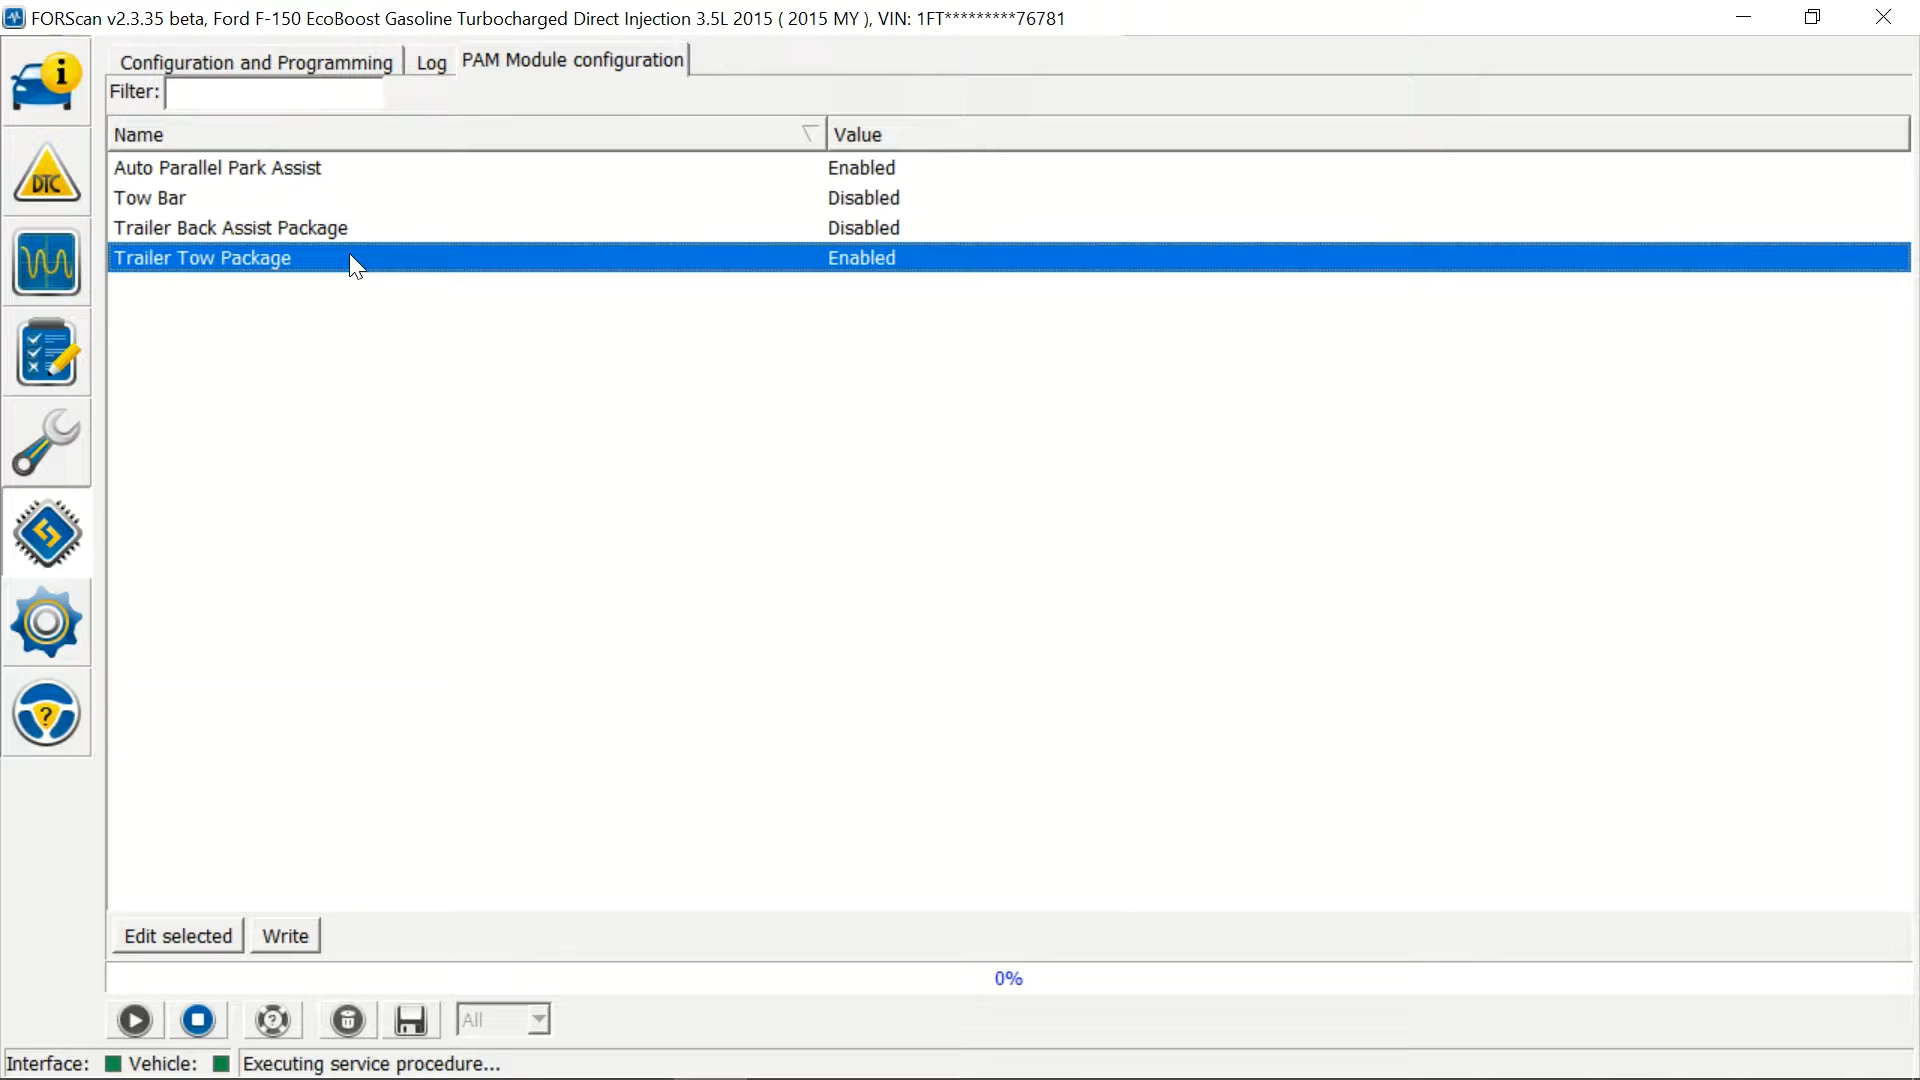 FORScan v2.3.35 beta, Ford F-150 EcoBoost Gasoline Turbocharged Direct Injection 3.5L 2015 ( 2015 MY ), VIN: 1FT*********76781
Configuration and Programming Log PAM Module configuration
Filter:
Name Value
Auto Parallel Park Assist Enabled
Tow Bar Disabled
Trailer Back Assist Package Disabled
Trailer Tow Package Enabled
i
DTC
?
Edit selected Write
0%
? All
Interface: Vehicle: Executing service procedure...